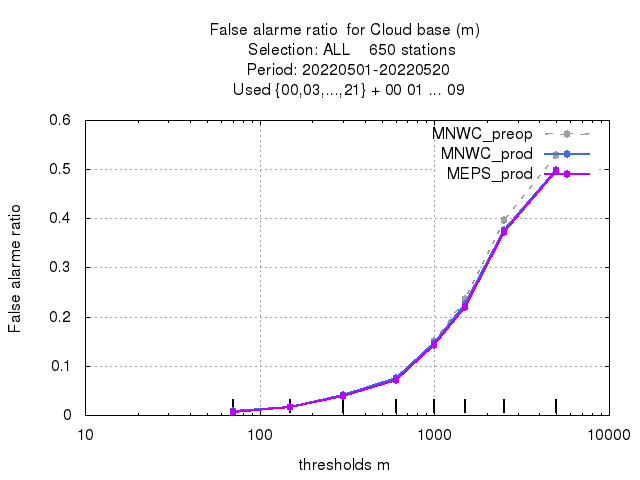 False alarme ratio  for Cloud base (m)
Selection: ALL    650 stations
Period: 20220501-20220520
Used {00,03,...,21} + 00 01 ... 09
False alarme ratio
0.6
0.5
0.4
0.3
0.2
0.1
0
MNWC_preop
MNWC_prod
MEPS_prod
10
100
1000
10000
thresholds m